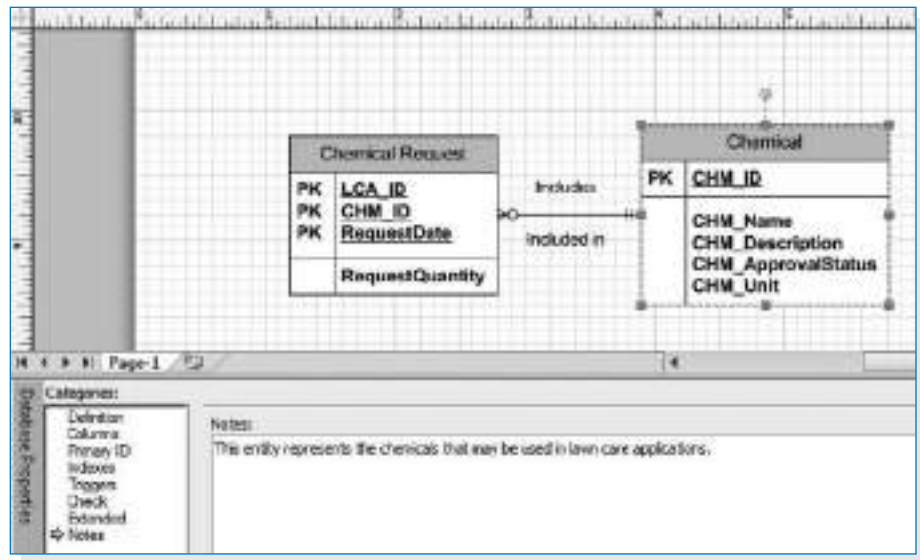 Chemical Request
PK LCA_ID
PK CHM_ID
PK RequestDate
RequestQuantity
Includes
Included in
Chemical
PK CHM_ID
CHM_Name
CHM_Description
CHM_ApprovalStatus
CHM_Unit
Page-1
Database Properties
Categories:
Definition
Columns
Primary ID
Indexes
Triggers
Check
Extended
Notes
Notes:
This entity represents the chemicals that may be used in lawn care applications.